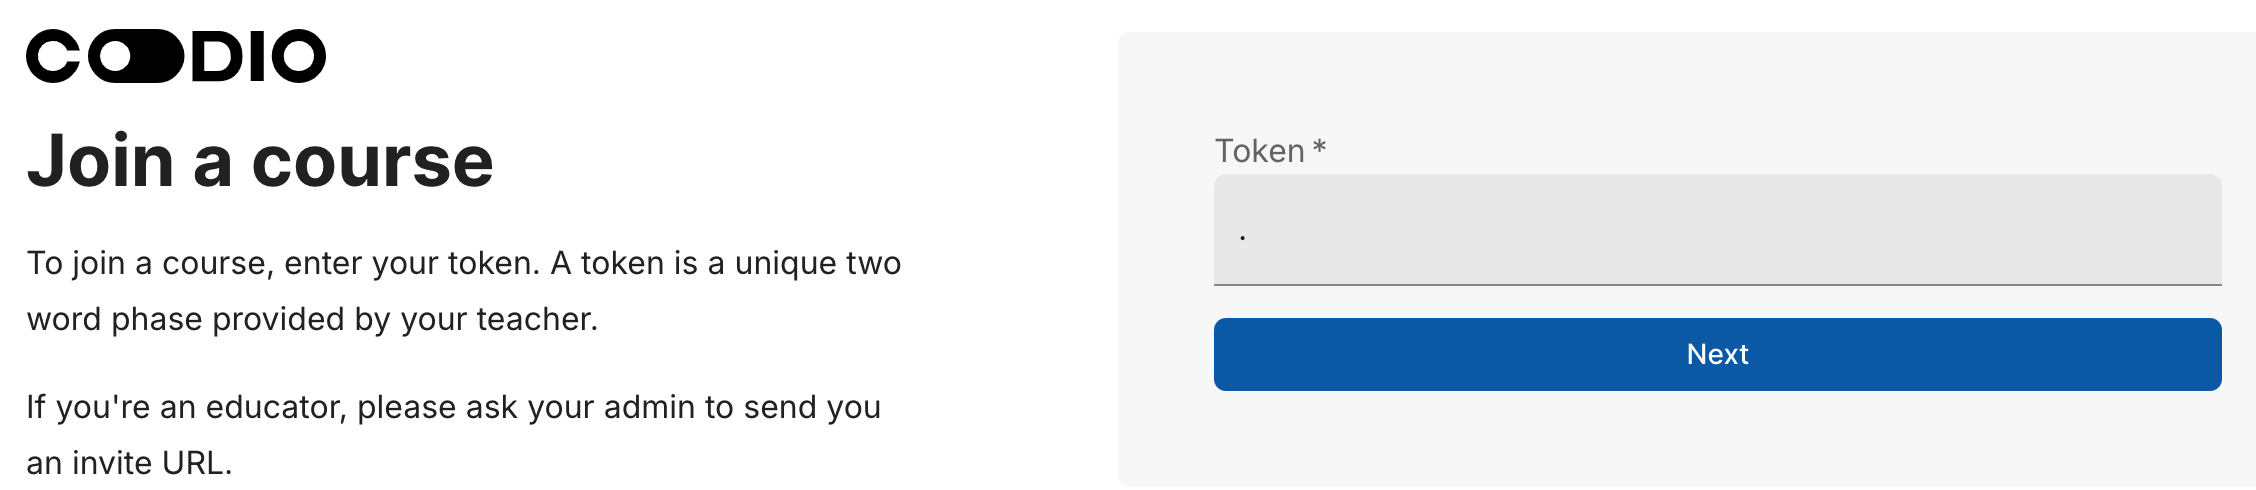 CODIO
Join a course
To join a course, enter your token. A token is a unique two
word phase provided by your teacher.
If you're an educator, please ask your admin to send you
an invite URL.
Token *
.
Next